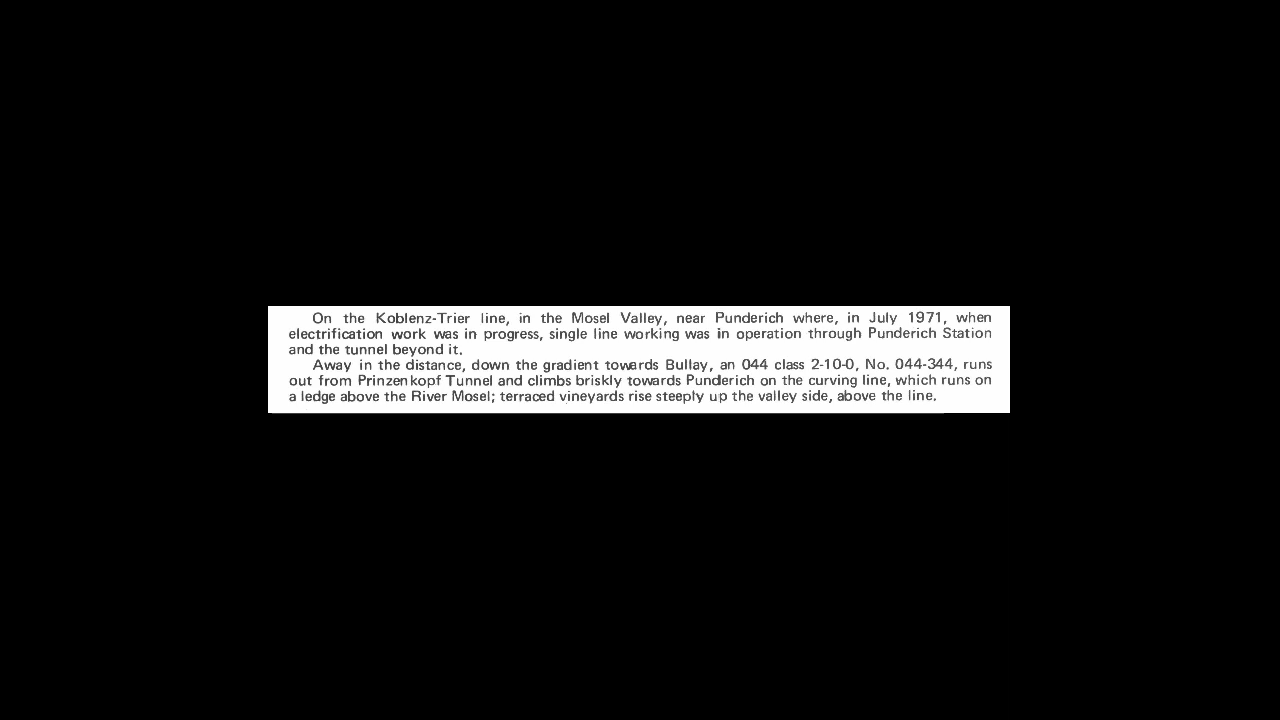 On the Koblenz-Trier line, in the Mosel Valley, near Punderich where, in July 1971, when
electrification work was in progress, single line working was in operation through Punderich Station
and the tunnel beyond it.
Away in the distance, down the gradient towards Bullay, an 044 class 2-10-0, No. 044-344, runs
out from Prinzenkopf Tunnel and climbs briskly towards Punderich on the curving line, which runs on
a ledge above the River Mosel; terraced vineyards rise steeply up the valley side, above the line.